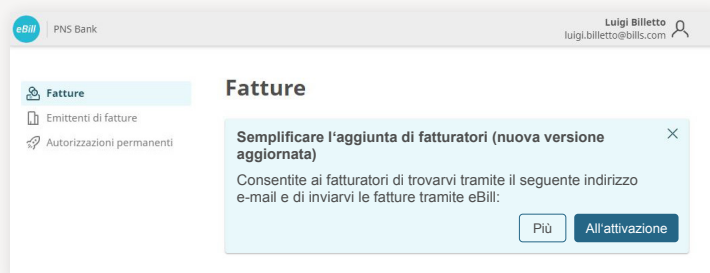 eBill PNS Bank
Luigi Billetto
luigi.billetto@bills.com
Fatture
Emittenti di fatture
Autorizzazioni permanenti
Fatture
Semplificare l‘aggiunta di fatturatori (nuova versione
aggiornata)
Consentite ai fatturatori di trovarvi tramite il seguente indirizzo
e-mail e di inviarvi le fatture tramite eBill:
Più All‘attivazione